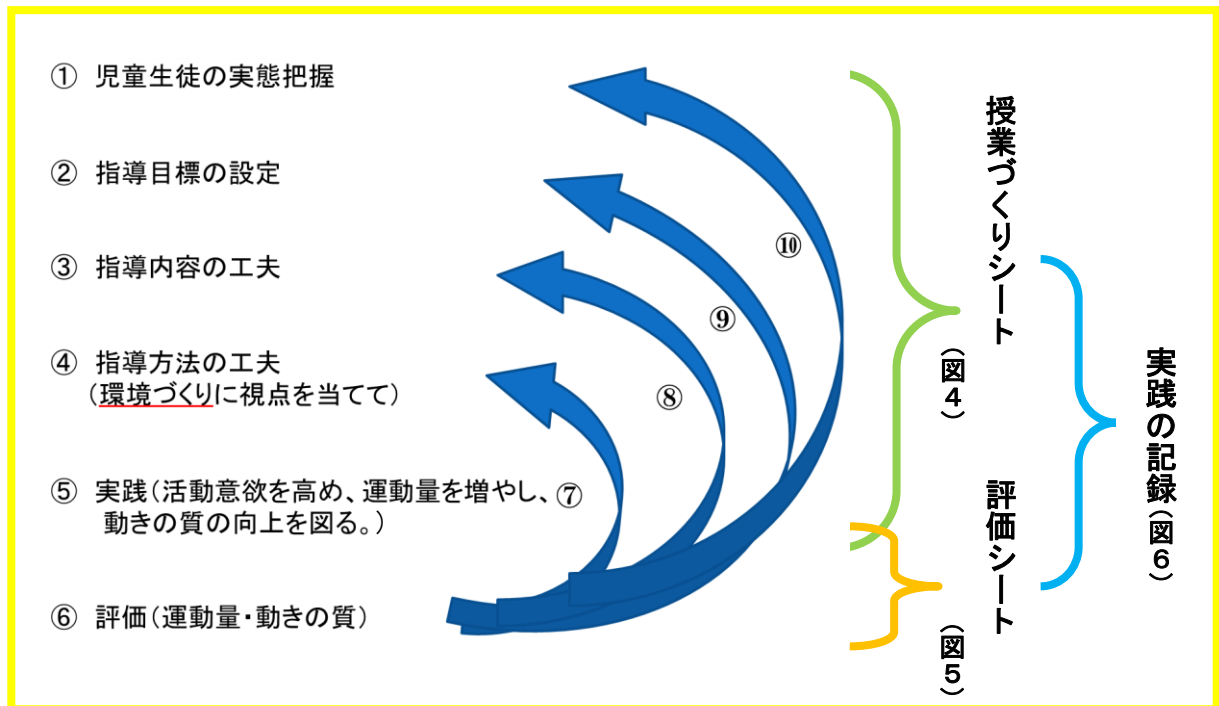 ① 児童生徒の実態把握
② 指導目標の設定
③ 指導内容の工夫
④ 指導方法の工夫
（環境づくりに視点を当てて）
⑤ 実践（活動意欲を高め、運動量を増やし、
動きの質の向上を図る。）
⑥ 評価（運動量・動きの質）
⑦
⑧
⑨
⑩
授業づくりシート
（図４）
評価シート
（図５）
実践の記録（図６）